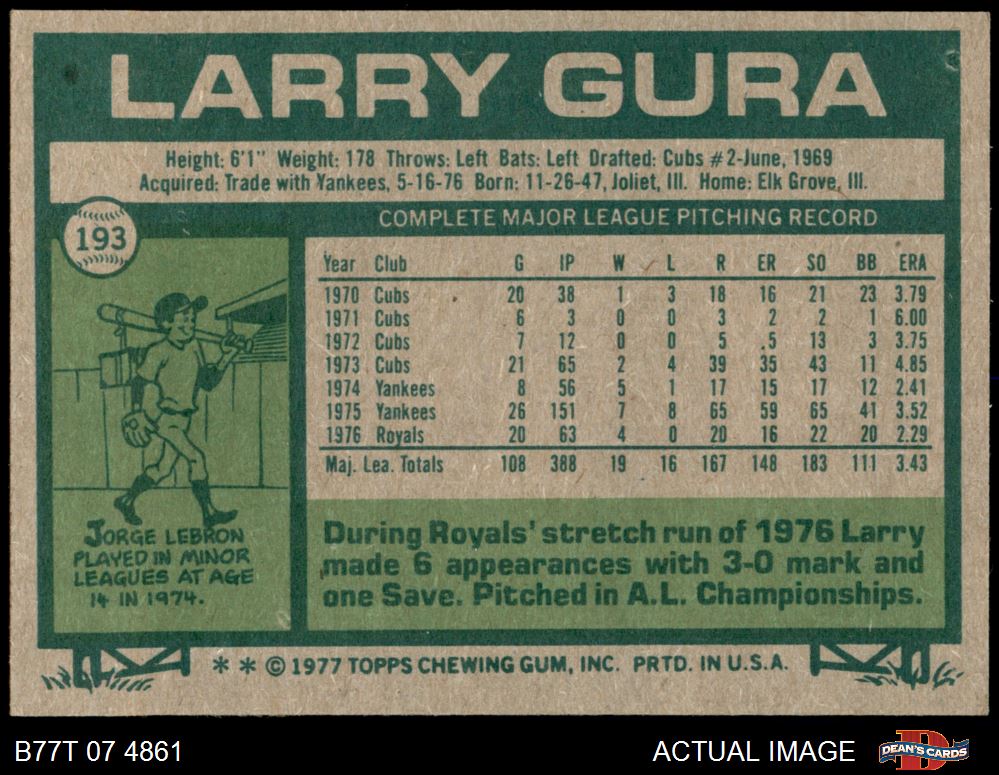 LARRY GURA
Height: 6'1" Weight: 178 Throws: Left Bats: Left Drafted: Cubs #2-June, 1969
Acquired: Trade with Yankees, 5-16-76 Born: 11-26-47, Joliet, Ill. Home: Elk Grove, Ill.
193
COMPLETE MAJOR LEAGUE PITCHING RECORD
Year Club G IP W L R ER SO BB ERA
1970 Cubs 20 38 1 3 18 16 21 23 3.79
1971 Cubs 6 3 0 0 3 2 2 1 6.00
1972 Cubs 7 12 0 0 5 .5 13 3 3.75
1973 Cubs 21 65 2 4 39 35 43 11 4.85
1974 Yankees 8 56 5 1 17 15 17 12 2.41
1975 Yankees 26 151 7 8 65 59 65 41 3.52
1976 Royals 20 63 4 0 20 16 22 20 2.29
Maj. Lea. Totals 108 388 19 16 167 148 183 111 3.43
JORGE LEBRON
PLAYED IN MINOR
LEAGUES AT AGE
14 IN 1974.
During Royals' stretch run of 1976 Larry
made 6 appearances with 3-0 mark and
one Save. Pitched in A.L. Championships.
* * © 1977 TOPPS CHEWING GUM, INC. PRTD. IN U.S.A.
B77T 07 4861
ACTUAL IMAGE
D
DEAN'S CARDS